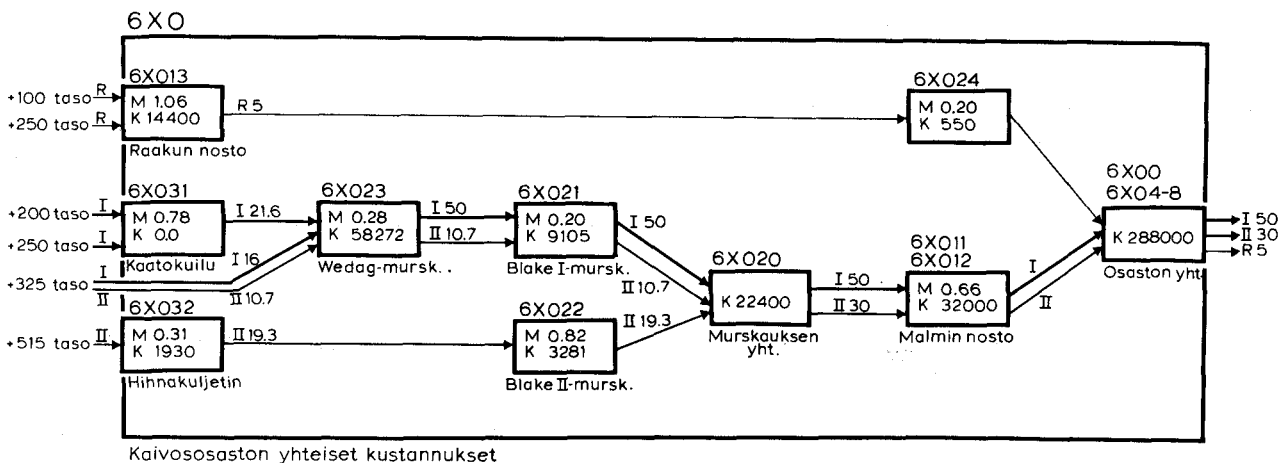 6X0
6X013
+100 taso R
+250 taso R
M 1.06
K 14400
R 5
Raakun nosto
6X024
M 0.20
K 550
6X031
+200 taso I
+250 taso I
M 0.78
K 0.0
I 21.6
Kaatokuilu
6X023
M 0.28
K 58272
Wedag-mursk..
I 50
II 10.7
6X021
M 0.20
K 9105
Blake I-mursk.
I 50
II 10.7
+325 taso
I
II
I 16
II 10.7
6X032
+515 taso II
M 0.31
K 1930
II 19.3
Hihnakuljetin
6X022
M 0.82
K 3281
Blake II-mursk.
II 19.3
6X020
K 22400
Murskauksen
yht.
I 50
II 30
6X011
6X012
M 0.66
K 32000
Malmin nosto
I
II
6X00
6X04-8
K 288000
Osaston yht.
I 50
II 30
R 5
Kaivososaston yhteiset kustannukset